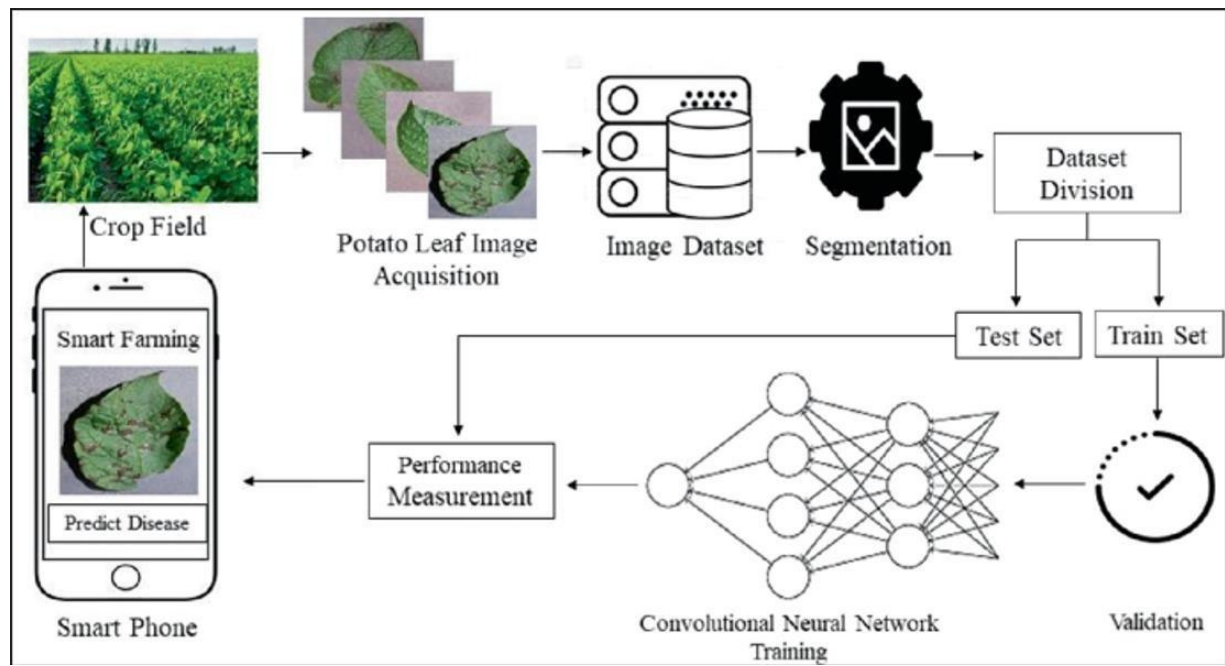 Crop Field
Potato Leaf Image
Acquisition
Image Dataset
Segmentation
Dataset
Division
Test Set
Train Set
Validation
Convolutional Neural Network
Training
Performance
Measurement
Smart Farming
Predict Disease
Smart Phone